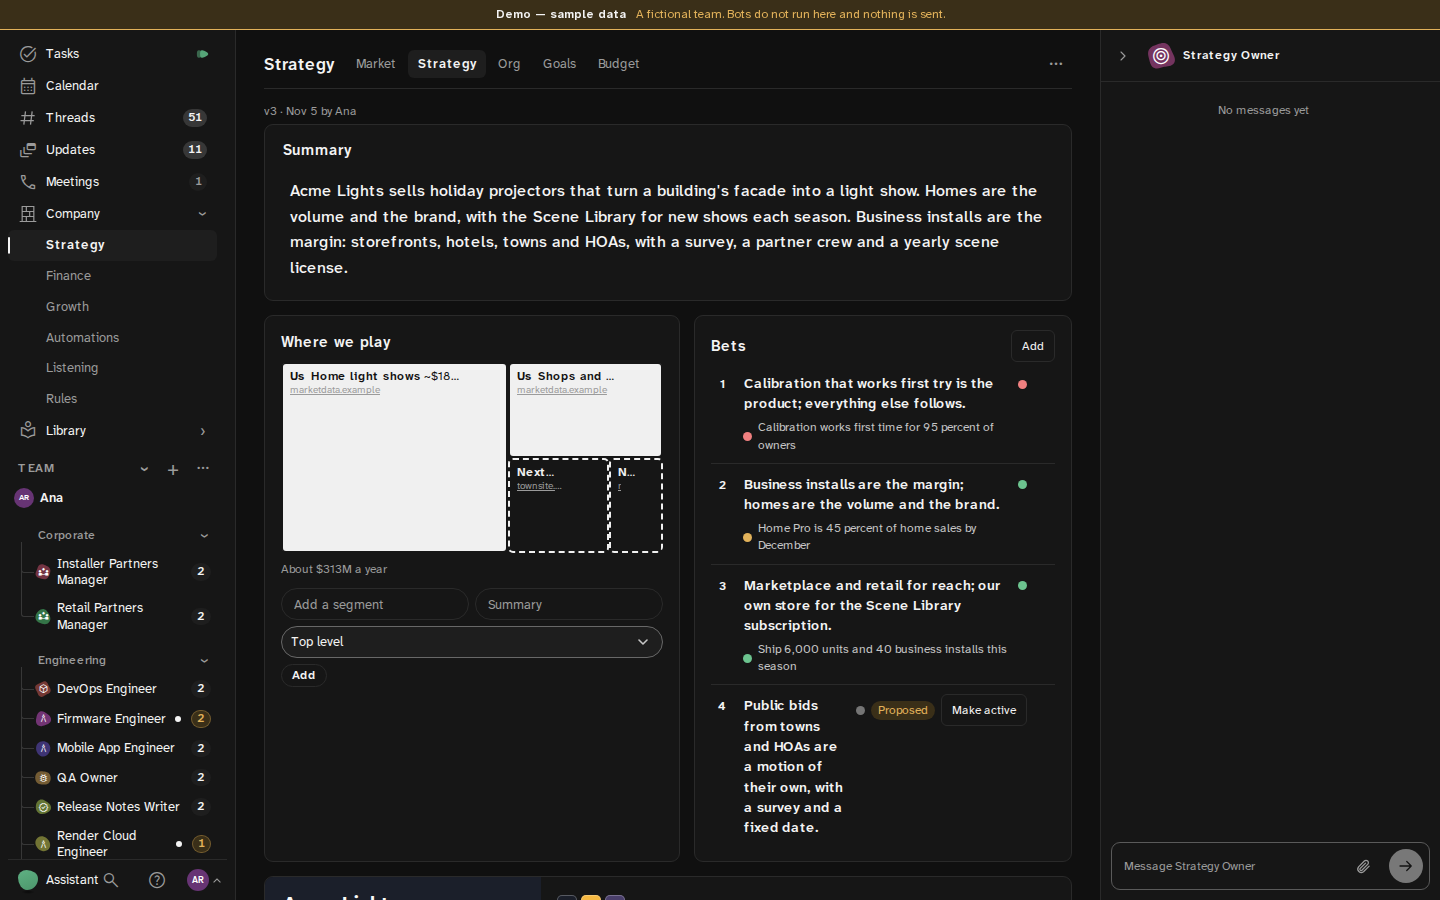 Demo — sample data A fictional team. Bots do not run here and nothing is sent.
Tasks
Calendar
Threads 51
Updates 11
Meetings 1
Company
Strategy
Finance
Growth
Automations
Listening
Rules
Library
TEAM
AR Ana
Corporate
Installer Partners Manager 2
Retail Partners Manager 2
Engineering
DevOps Engineer 2
Firmware Engineer 2
Mobile App Engineer 2
QA Owner 2
Release Notes Writer 2
Render Cloud Engineer 1
Assistant
AR
Strategy Market Strategy Org Goals Budget
v3 · Nov 5 by Ana
Summary
Acme Lights sells holiday projectors that turn a building's facade into a light show. Homes are the
volume and the brand, with the Scene Library for new shows each season. Business installs are the
margin: storefronts, hotels, towns and HOAs, with a survey, a partner crew and a yearly scene
license.
Where we play
Us Home light shows ~$18...
marketdata.example
Us Shops and ...
marketdata.example
Next...
townsite....
N...
r
About $313M a year
Add a segment
Summary
Top level
Add
Bets
Add
1 Calibration that works first try is the
product; everything else follows.
Calibration works first time for 95 percent of
owners
2 Business installs are the margin;
homes are the volume and the brand.
Home Pro is 45 percent of home sales by
December
3 Marketplace and retail for reach; our
own store for the Scene Library
subscription.
Ship 6,000 units and 40 business installs this
season
4 Public bids
from towns
and HOAs are
a motion of
their own, with
a survey and a
fixed date.
Proposed
Make active
Strategy Owner
No messages yet
Message Strategy Owner